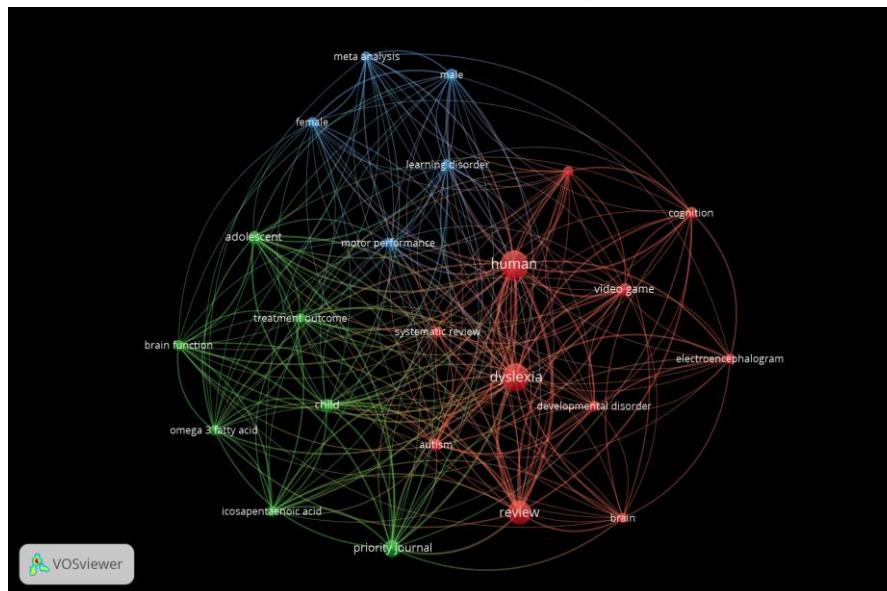 meta analysis
male
female
learning disorder
cognition
adolescent
motor performance
human
video game
treatment outcome
systematic review
brain function
electroencephalogram
dyslexia
child
developmental disorder
omega 3 fatty acid
autism
icosapentaenoic acid
review
brain
priority journal
VOSviewer